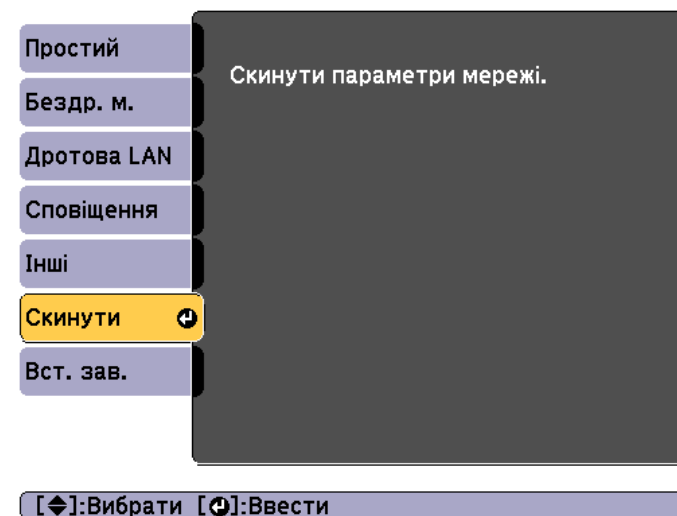 Простий
Бездр. м.
Дротова LAN
Сповіщення
Інші
Скинути
Вст. зав.
Скинути параметри мережі.
[◆]:Вибрати [⏎]:Ввести